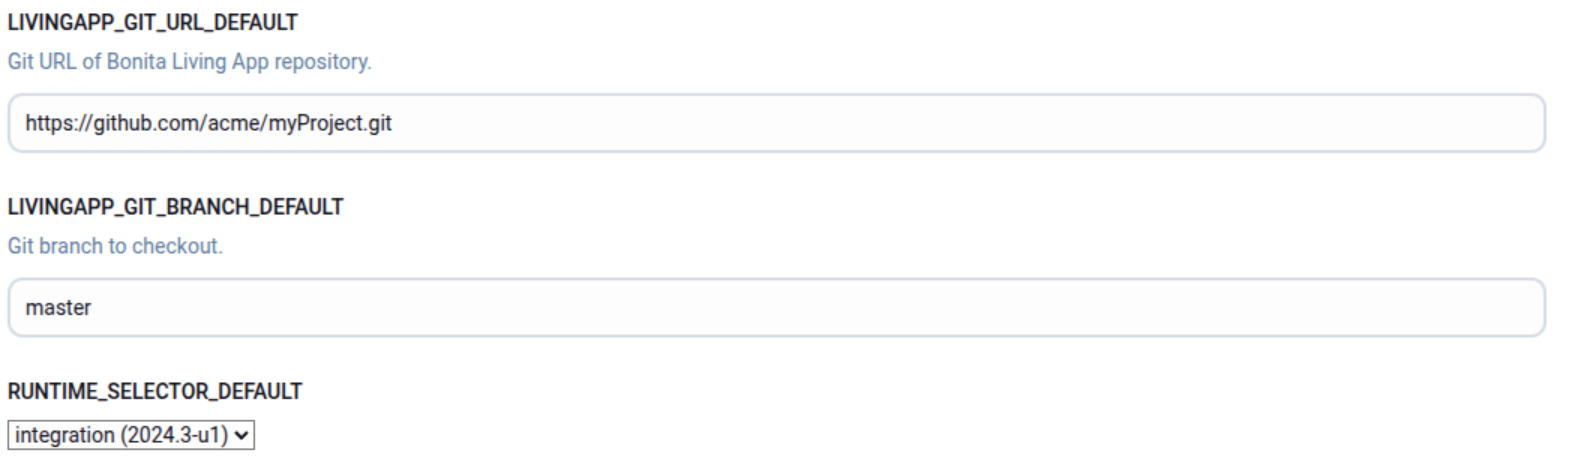 LIVINGAPP_GIT_URL_DEFAULT
Git URL of Bonita Living App repository.
https://github.com/acme/myProject.git
LIVINGAPP_GIT_BRANCH_DEFAULT
Git branch to checkout.
master
RUNTIME_SELECTOR_DEFAULT
integration (2024.3-u1)